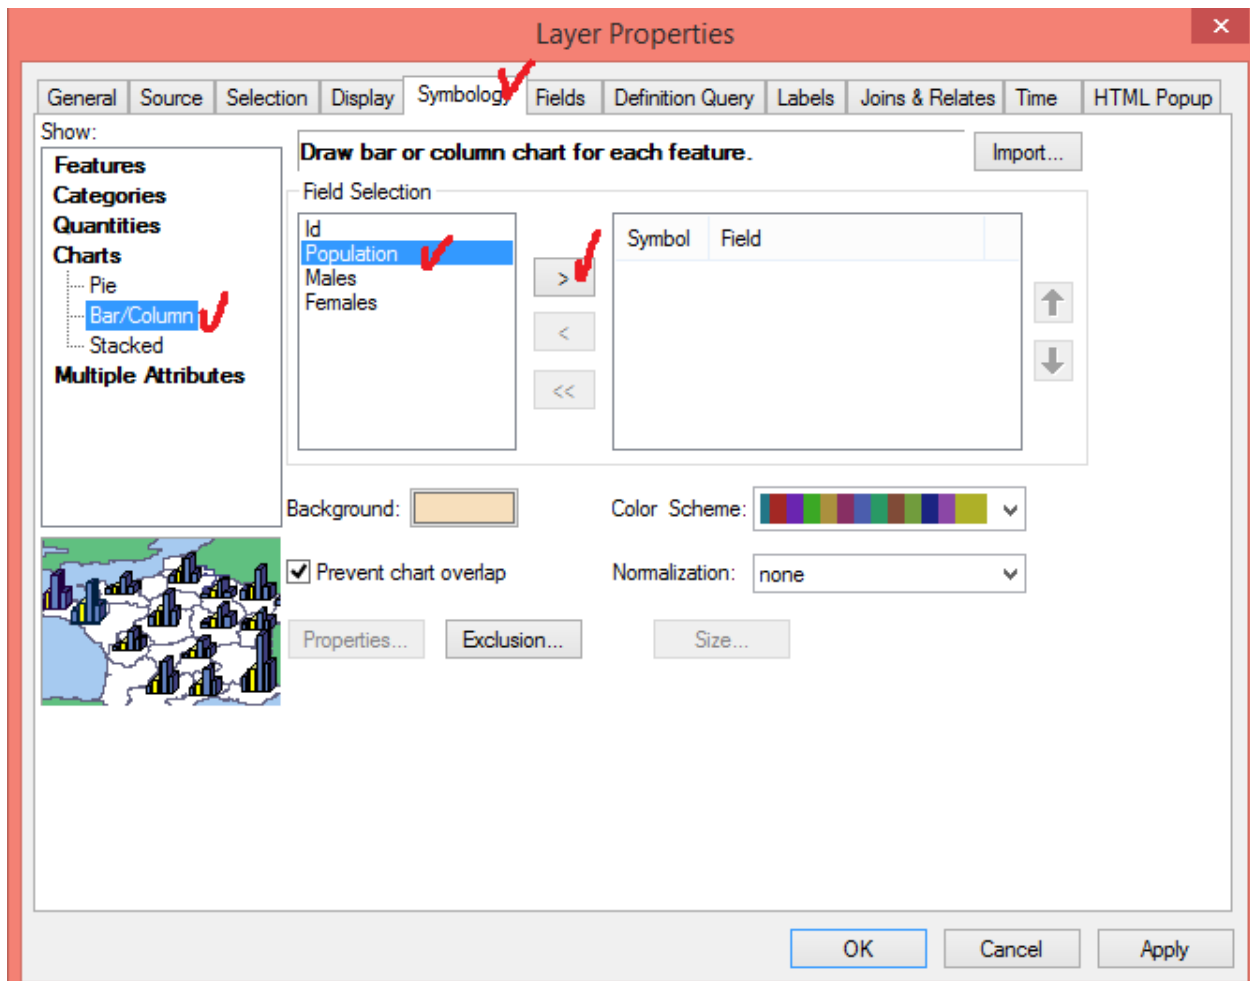 Layer Properties
General Source Selection Display Symbology Fields Definition Query Labels Joins & Relates Time HTML Popup
Show:
Features
Categories
Quantities
Charts
Pie
Bar/Column
Stacked
Multiple Attributes
Draw bar or column chart for each feature.
Import...
Field Selection
Id
Population
Males
Females
>
<
<<
Symbol Field
Background:
Color Scheme:
Prevent chart overlap
Normalization: none
Properties... Exclusion... Size...
OK Cancel Apply